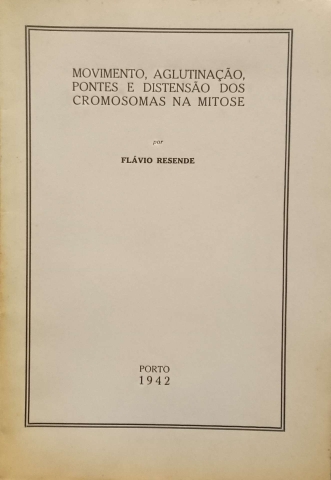 MOVIMENTO, AGLUTINAÇÃO,
PONTES E DISTENSÃO DOS
CROMOSOMAS NA MITOSE
por
FLÁVIO RESENDE
PORTO
1942